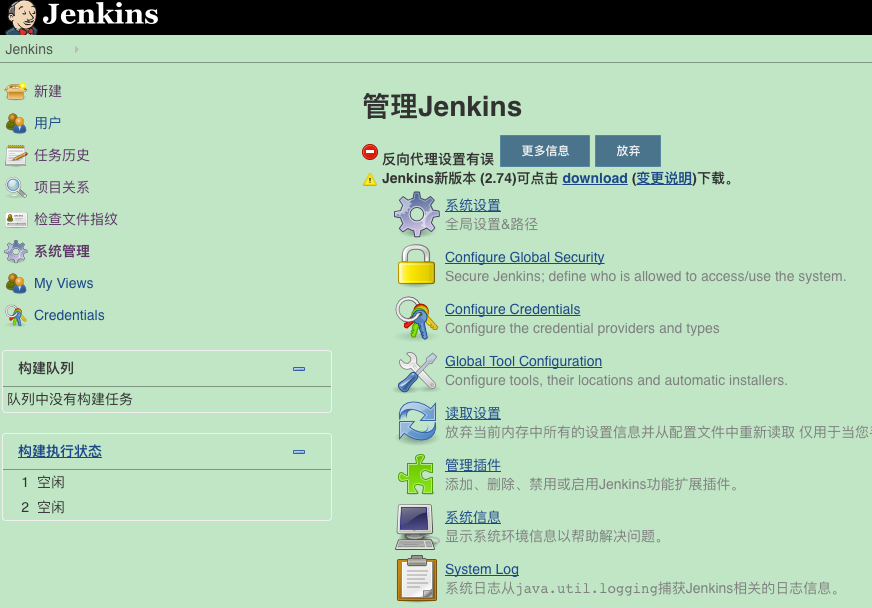 Jenkins
Jenkins
新建
用户
任务历史
项目关系
检查文件指纹
系统管理
My Views
Credentials
构建队列
队列中没有构建任务
构建执行状态
1 空闲
2 空闲
管理Jenkins
反向代理设置有误 更多信息 放弃
Jenkins新版本 (2.74)可点击 download (变更说明)下载。
系统设置
全局设置&路径
Configure Global Security
Secure Jenkins; define who is allowed to access/use the system.
Configure Credentials
Configure the credential providers and types
Global Tool Configuration
Configure tools, their locations and automatic installers.
读取设置
放弃当前内存中所有的设置信息并从配置文件中重新读取 仅用于当您
管理插件
添加、删除、禁用或启用Jenkins功能扩展插件。
系统信息
显示系统环境信息以帮助解决问题。
System Log
系统日志从java.util.logging捕获Jenkins相关的日志信息。